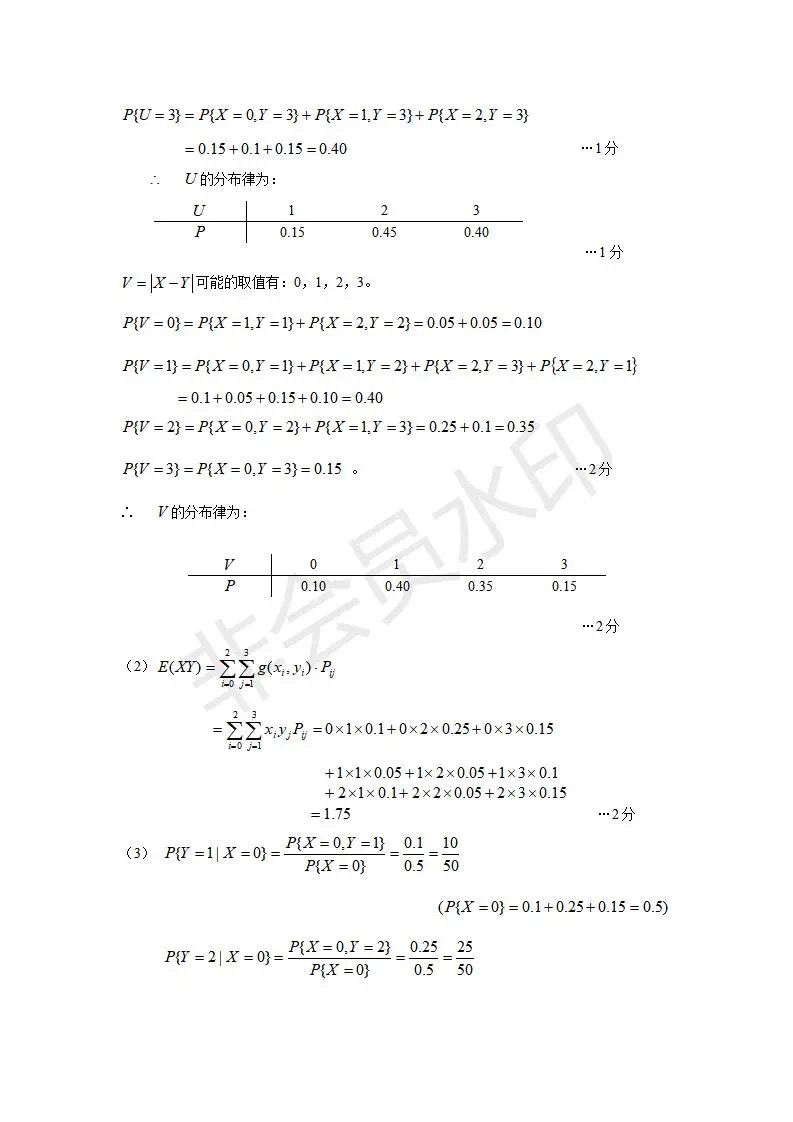 P{U = 3} = P{X = 0,Y = 3} + P{X = 1,Y = 3} + P{X = 2,Y = 3}
= 0.15 + 0.1 + 0.15 = 0.40 …1分
∴ U的分布律为:
U 1 2 3
P 0.15 0.45 0.40
…1分
V = |X − Y| 可能的取值有:0,1,2,3。
P{V = 0} = P{X = 1,Y = 1} + P{X = 2,Y = 2} = 0.05 + 0.05 = 0.10
P{V = 1} = P{X = 0,Y = 1} + P{X = 1,Y = 2} + P{X = 2,Y = 3} + P{X = 2,Y = 1}
= 0.1 + 0.05 + 0.15 + 0.10 = 0.40
P{V = 2} = P{X = 0,Y = 2} + P{X = 1,Y = 3} = 0.25 + 0.1 = 0.35
P{V = 3} = P{X = 0,Y = 3} = 0.15 。 …2分
∴ V的分布律为:
V 0 1 2 3
P 0.10 0.40 0.35 0.15
…2分
(2) E(XY) = ∑_{i=0}^{2} ∑_{j=1}^{3} g(x_i, y_i) · P_{ij}
= ∑_{i=0}^{2} ∑_{j=1}^{3} x_i y_j P_{ij} = 0×1×0.1 + 0×2×0.25 + 0×3×0.15
+ 1×1×0.05 + 1×2×0.05 + 1×3×0.1
+ 2×1×0.1 + 2×2×0.05 + 2×3×0.15
= 1.75 …2分
(3) P{Y = 1 | X = 0} = P{X = 0,Y = 1} / P{X = 0} = 0.1 / 0.5 = 10 / 50
(P{X = 0} = 0.1 + 0.25 + 0.15 = 0.5)
P{Y = 2 | X = 0} = P{X = 0,Y = 2} / P{X = 0} = 0.25 / 0.5 = 25 / 50
非会员水印